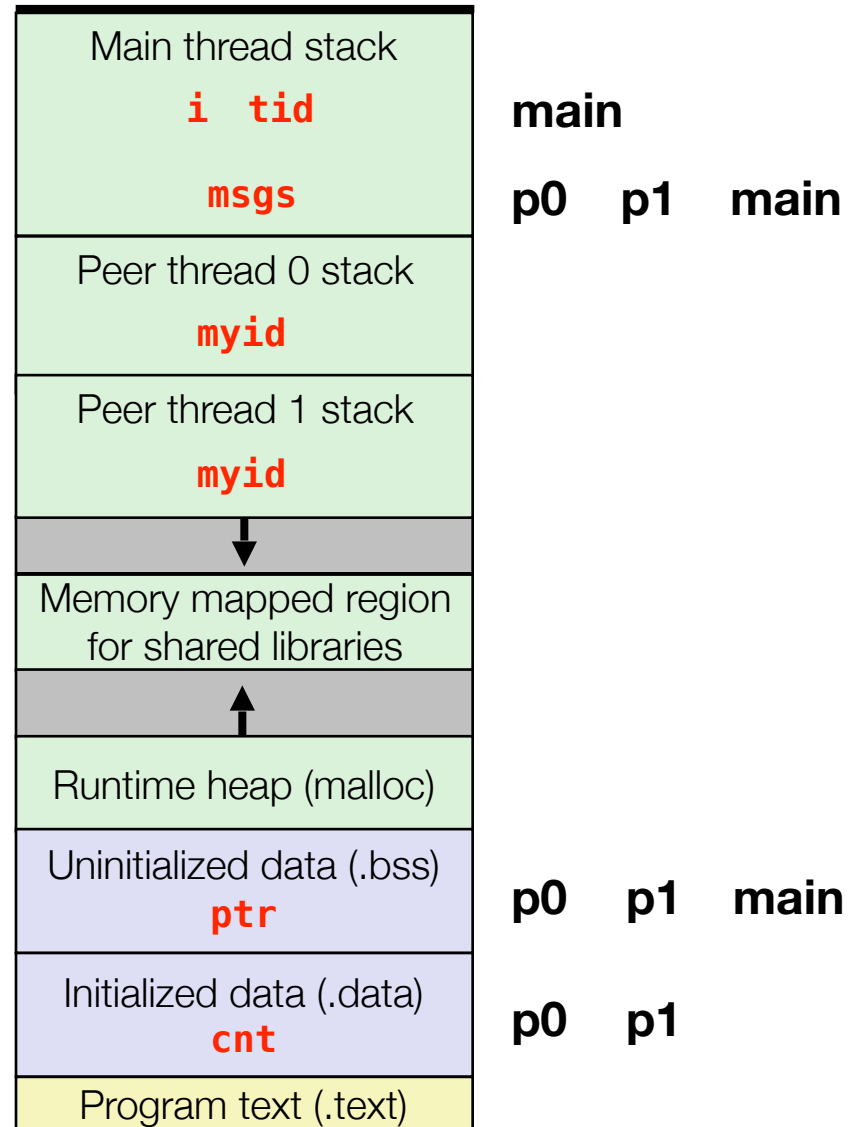 Main thread stack
i tid main
msgs p0 p1 main
Peer thread 0 stack
myid
Peer thread 1 stack
myid
Memory mapped region
for shared libraries
Runtime heap (malloc)
Uninitialized data (.bss)
ptr p0 p1 main
Initialized data (.data)
cnt p0 p1
Program text (.text)